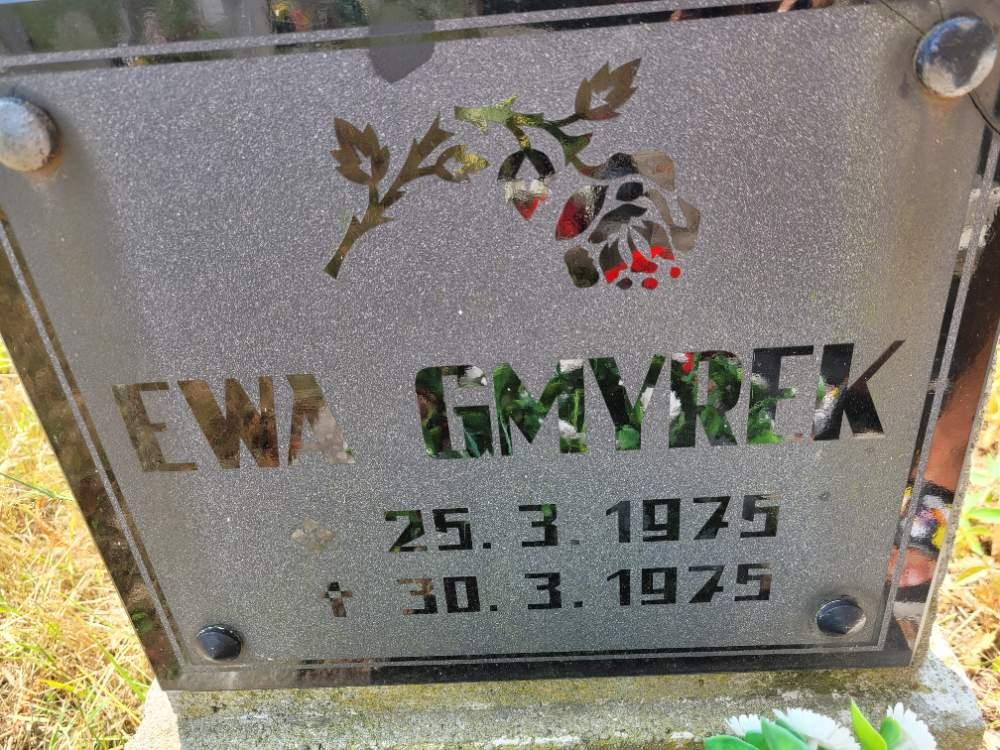 EWA GMYREK
* 25. 3. 1975
✝ 30. 3. 1975